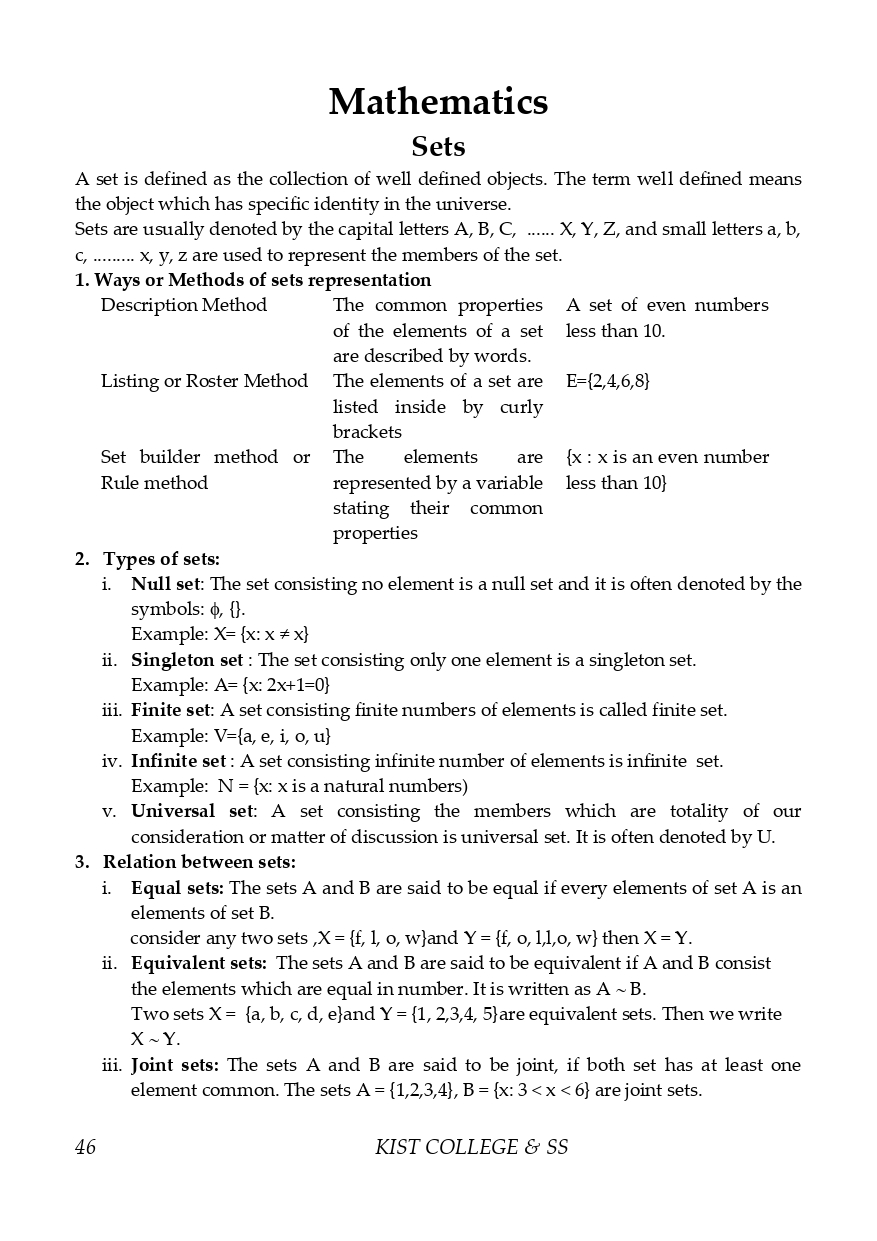 Mathematics
Sets
A set is defined as the collection of well defined objects. The term well defined means
the object which has specific identity in the universe.
Sets are usually denoted by the capital letters A, B, C, ...... X, Y, Z, and small letters a, b,
c, ......... x, y, z are used to represent the members of the set.
1. Ways or Methods of sets representation
Description Method The common properties A set of even numbers
of the elements of a set less than 10.
are described by words.
Listing or Roster Method The elements of a set are E={2,4,6,8}
listed inside by curly
brackets
Set builder method or The elements are {x : x is an even number
Rule method represented by a variable less than 10}
stating their common
properties
2. Types of sets:
i. Null set: The set consisting no element is a null set and it is often denoted by the
symbols: ϕ, {}.
Example: X= {x: x ≠ x}
ii. Singleton set : The set consisting only one element is a singleton set.
Example: A= {x: 2x+1=0}
iii. Finite set: A set consisting finite numbers of elements is called finite set.
Example: V={a, e, i, o, u}
iv. Infinite set : A set consisting infinite number of elements is infinite set.
Example: N = {x: x is a natural numbers)
v. Universal set: A set consisting the members which are totality of our
consideration or matter of discussion is universal set. It is often denoted by U.
3. Relation between sets:
i. Equal sets: The sets A and B are said to be equal if every elements of set A is an
elements of set B.
consider any two sets ,X = {f, l, o, w}and Y = {f, o, l,l,o, w} then X = Y.
ii. Equivalent sets: The sets A and B are said to be equivalent if A and B consist
the elements which are equal in number. It is written as A ~ B.
Two sets X = {a, b, c, d, e}and Y = {1, 2,3,4, 5}are equivalent sets. Then we write
X ~ Y.
iii. Joint sets: The sets A and B are said to be joint, if both set has at least one
element common. The sets A = {1,2,3,4}, B = {x: 3 < x < 6} are joint sets.
46 KIST COLLEGE & SS